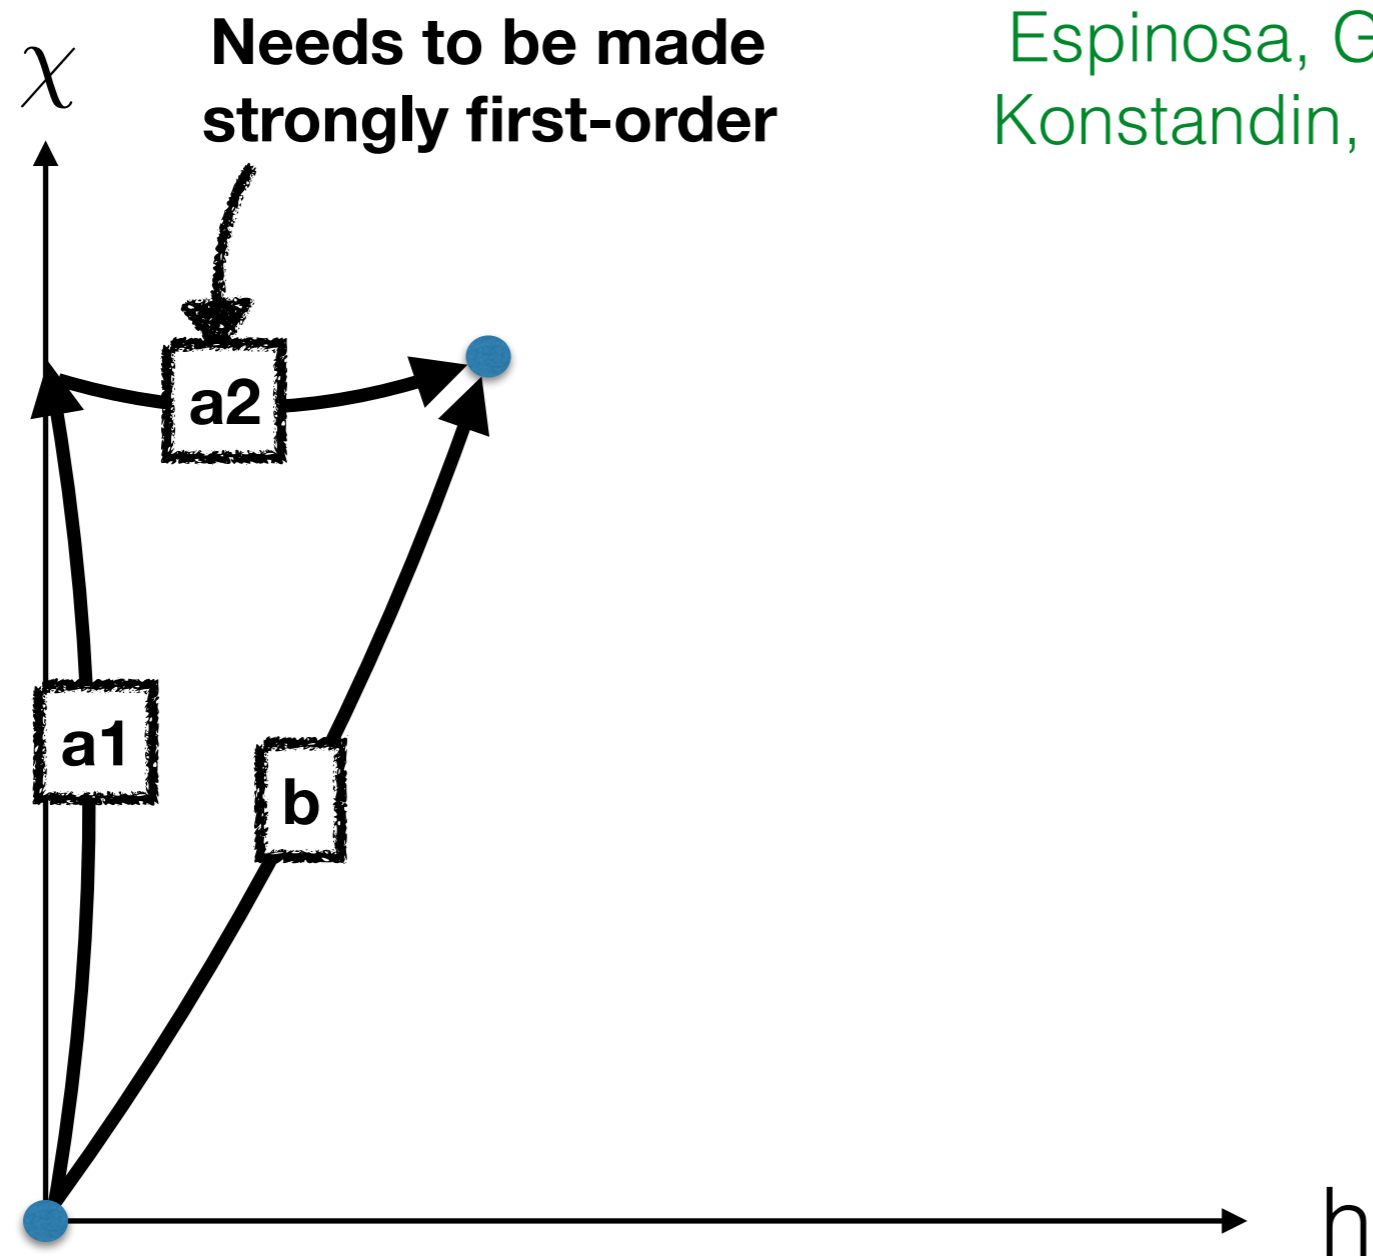 χ
Needs to be made
strongly first-order
Espinosa,
Konstandin,
a2
a1
b
h